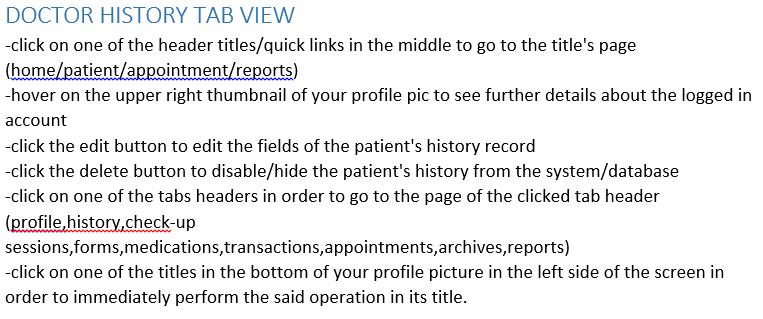 DOCTOR HISTORY TAB VIEW
-click on one of the header titles/quick links in the middle to go to the title's page
(home/patient/appointment/reports)
-hover on the upper right thumbnail of your profile pic to see further details about the logged in
account
-click the edit button to edit the fields of the patient's history record
-click the delete button to disable/hide the patient's history from the system/database
-click on one of the tabs headers in order to go to the page of the clicked tab header
(profile,history,check-up
sessions,forms,medications,transactions,appointments,archives,reports)
-click on one of the titles in the bottom of your profile picture in the left side of the screen in
order to immediately perform the said operation in its title.